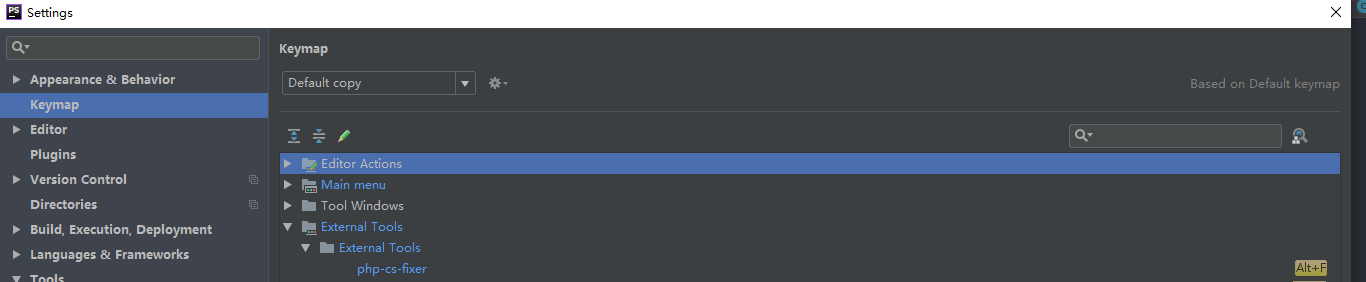 PS Settings
Keymap
Appearance & Behavior
Default copy
Based on Default keymap
Keymap
Editor
Plugins
Version Control
Editor Actions
Main menu
Directories
Tool Windows
Build, Execution, Deployment
External Tools
Languages & Frameworks
External Tools
php-cs-fixer
Alt+F
Tools